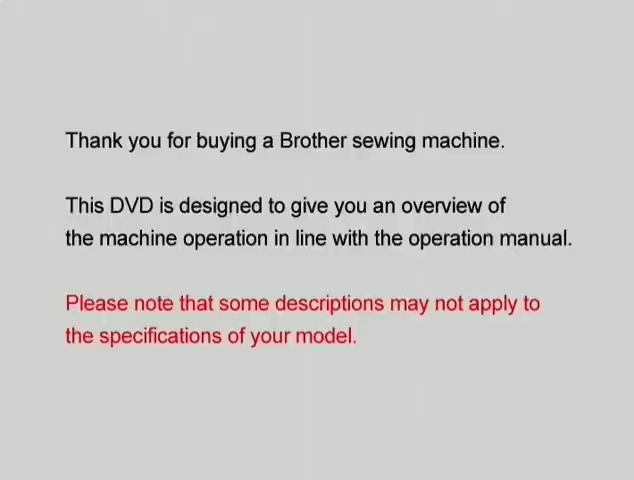 Thank you for buying a Brother sewing machine.
This DVD is designed to give you an overview of
the machine operation in line with the operation manual.
Please note that some descriptions may not apply to
the specifications of your model.